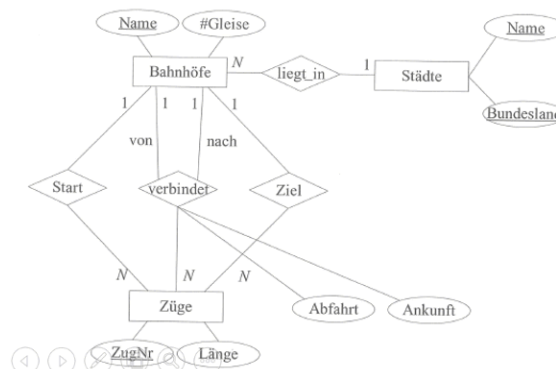 Name
#Gleise
Name
Bahnhöfe
N
liegt_in
1
Städte
Bundesland
1
1
1
1
von
nach
Start
verbindet
Ziel
N
N
N
Züge
Abfahrt
Ankunft
ZugNr
Länge